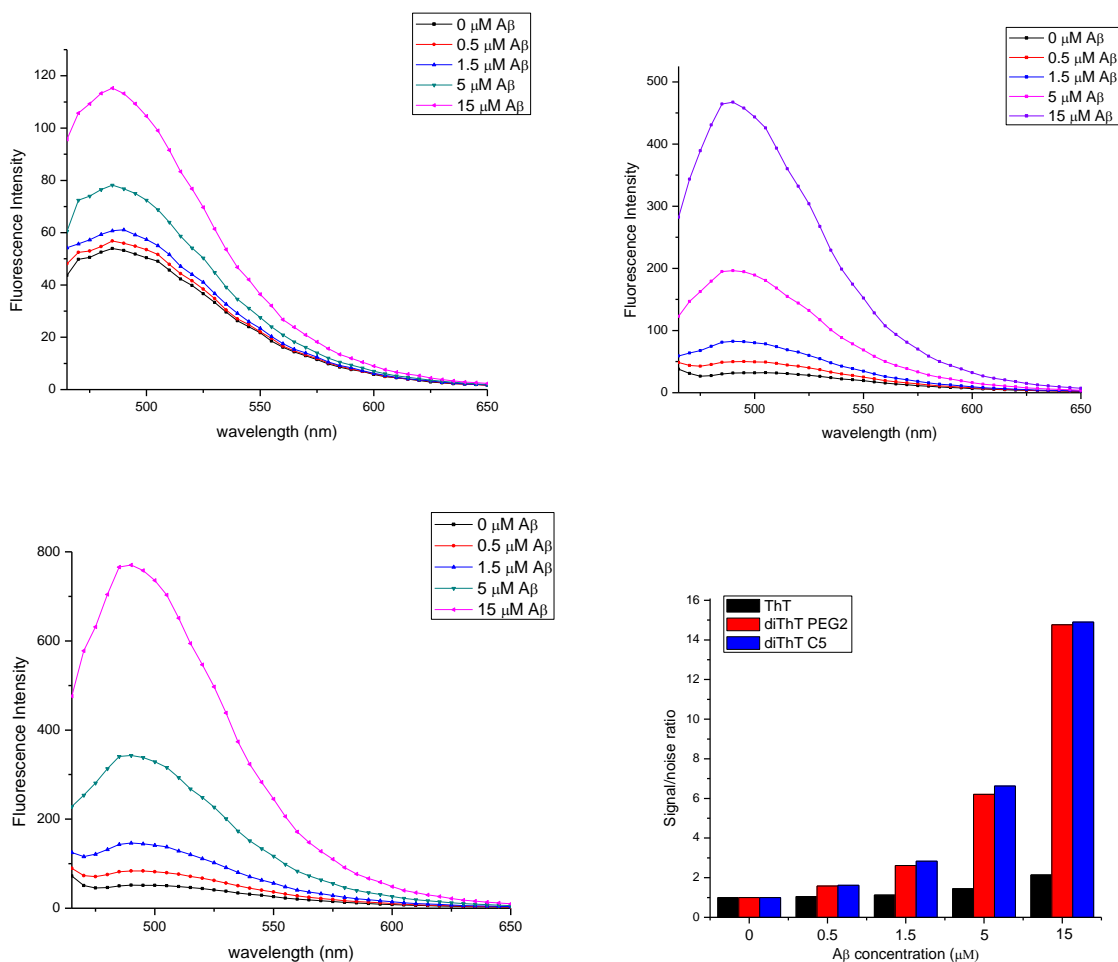 0 μM Aβ
0.5 μM Aβ
1.5 μM Aβ
5 μM Aβ
15 μM Aβ
120
100
80
60
40
20
0
500
550
600
650
Fluorescence Intensity
wavelength (nm)
0 μM Aβ
0.5 μM Aβ
1.5 μM Aβ
5 μM Aβ
15 μM Aβ
500
400
300
200
100
0
500
550
600
650
Fluorescence Intensity
wavelength (nm)
0 μM Aβ
0.5 μM Aβ
1.5 μM Aβ
5 μM Aβ
15 μM Aβ
800
600
400
200
0
500
550
600
650
Fluorescence Intensity
wavelength (nm)
ThT
diThT PEG2
diThT C5
16
14
12
10
8
6
4
2
0
0
0.5
1.5
5
15
Signal/noise ratio
Aβ concentration (μM)